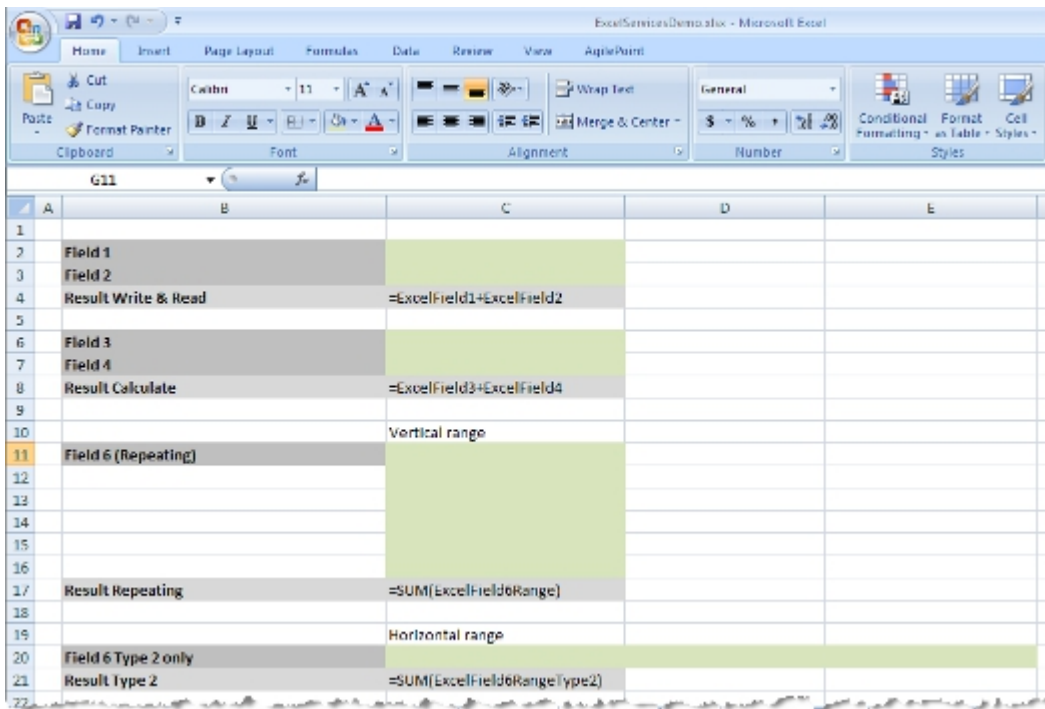 ExcelServicesDemo.xlsx - Microsoft Excel
Home Insert Page Layout Formulas Data Review View AgilePoint
Cut
Copy
Paste
Format Painter
Calibri 11
B I U
Wrap Text
Merge & Center
General
$ % ,
Conditional Formatting
Format as Table
Cell Styles
Clipboard Font Alignment Number Styles
G11 fx
A B C D E
1
2 Field 1
3 Field 2
4 Result Write & Read =ExcelField1+ExcelField2
5
6 Field 3
7 Field 4
8 Result Calculate =ExcelField3+ExcelField4
9
10 Vertical range
11 Field 6 (Repeating)
12
13
14
15
16
17 Result Repeating =SUM(ExcelField6Range)
18
19 Horizontal range
20 Field 6 Type 2 only
21 Result Type 2 =SUM(ExcelField6RangeType2)
22